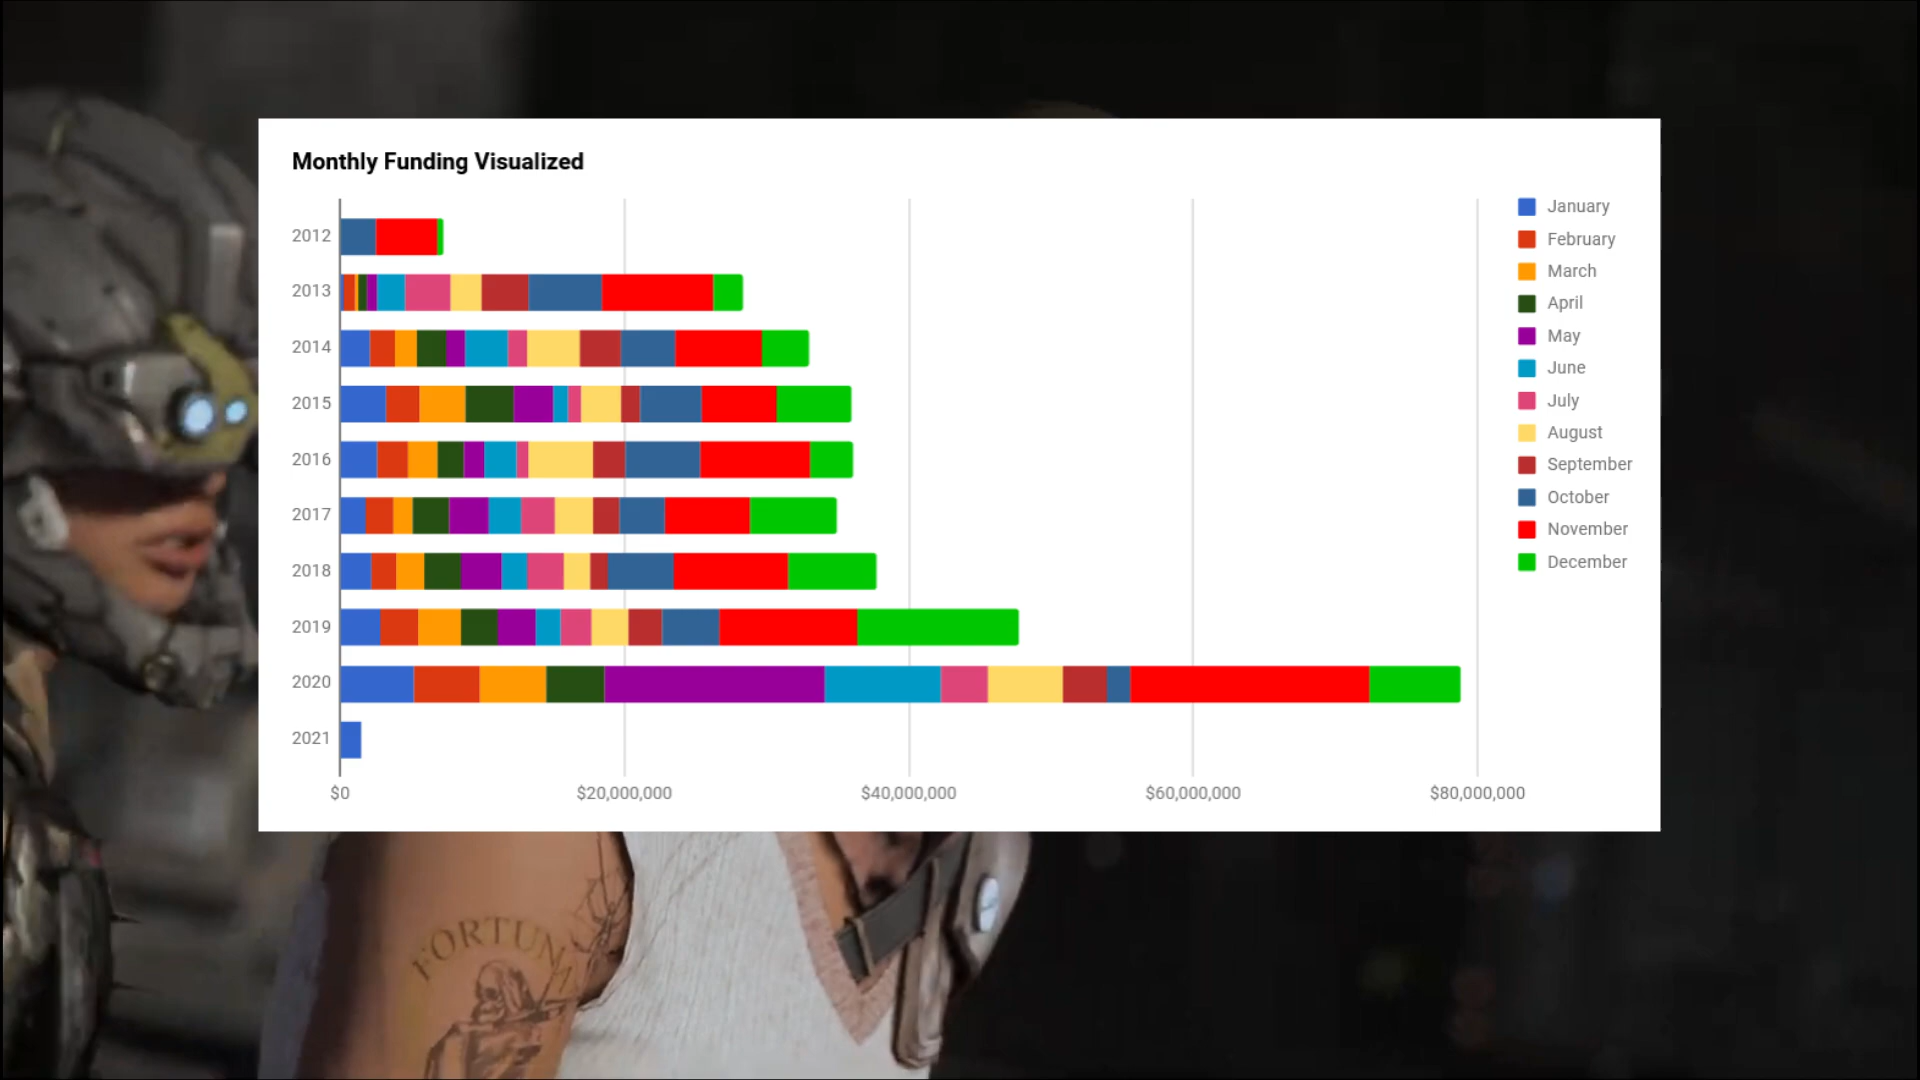 Monthly Funding Visualized
2012
2013
2014
2015
2016
2017
2018
2019
2020
2021
$0
$20,000,000
$40,000,000
$60,000,000
$80,000,000
January
February
March
April
May
June
July
August
September
October
November
December
FORTUNA